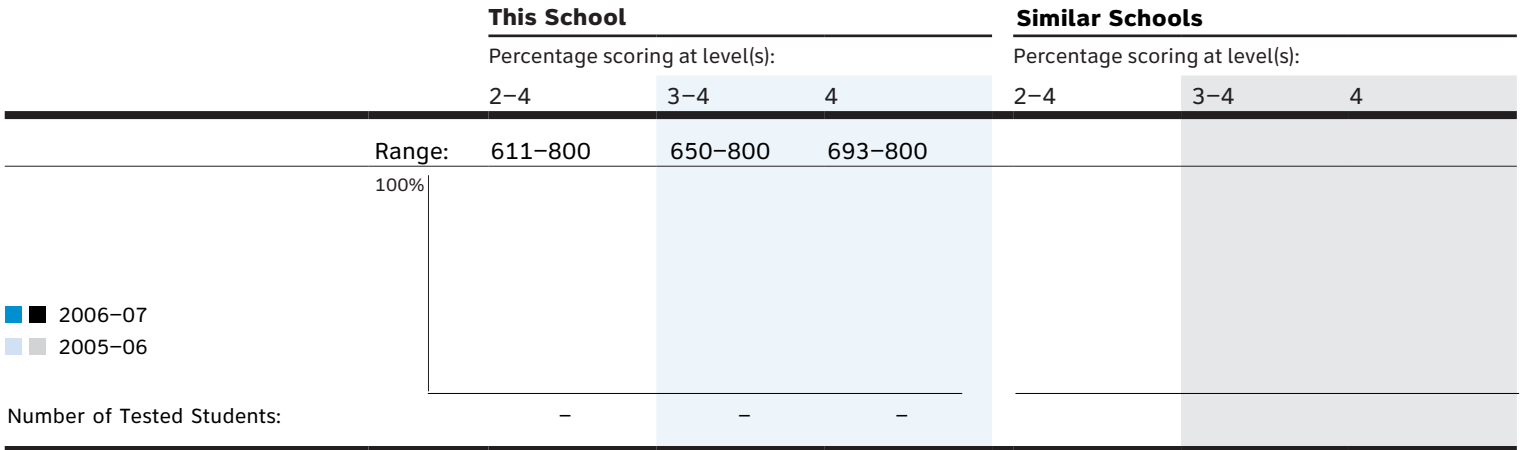 This School Similar Schools
Percentage scoring at level(s): Percentage scoring at level(s):
2–4 3–4 4 2–4 3–4 4
Range: 611–800 650–800 693–800
100%
2006–07
2005–06
Number of Tested Students: – – –